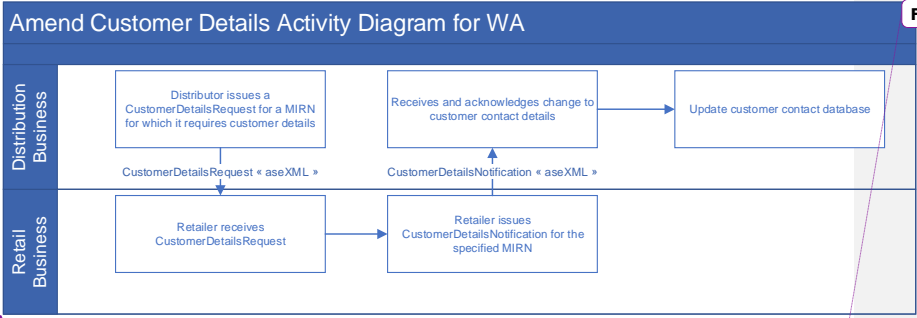 Amend Customer Details Activity Diagram for WA
F
Distribution
Business
Distributor issues a
CustomerDetailsRequest for a MIRN
for which it requires customer details
Receives and acknowledges change to
customer contact details
Update customer contact database
CustomerDetailsRequest « aseXML »
CustomerDetailsNotification « aseXML »
Retail
Business
Retailer receives
CustomerDetailsRequest
Retailer issues
CustomerDetailsNotification for the
specified MIRN